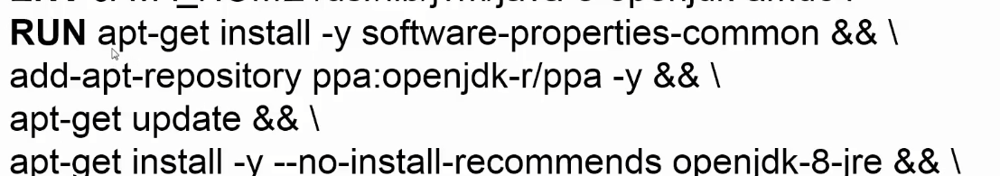 RUN apt-get install -y software-properties-common && \
add-apt-repository ppa:openjdk-r/ppa -y && \
apt-get update && \
apt-get install -y --no-install-recommends openjdk-8-jre && \